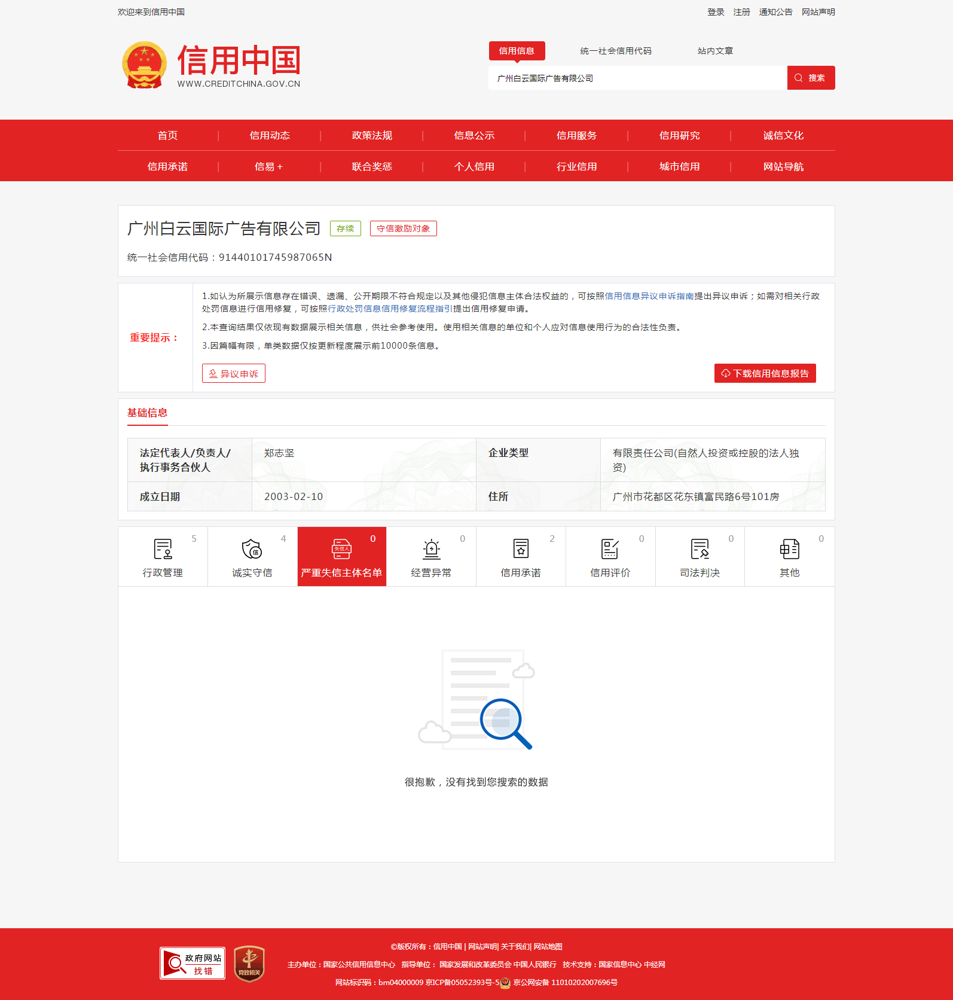 欢迎来到信用中国
登录 注册 通知公告 网站声明
信用中国
WWW.CREDITCHINA.GOV.CN
信用信息 统一社会信用代码 站内文章
广州白云国际广告有限公司 搜索
首页 | 信用动态 | 政策法规 | 信息公示 | 信用服务 | 信用研究 | 诚信文化
信用承诺 | 信易+ | 联合奖惩 | 个人信用 | 行业信用 | 城市信用 | 网站导航
广州白云国际广告有限公司 存续 守信激励对象
统一社会信用代码：91440101745987065N
重要提示：
1.如认为所展示信息存在错误、遗漏、公开期限不符合规定以及其他侵犯信息主体合法权益的，可按照信用信息异议申诉指南提出异议申诉；如需对相关行政
处罚信息进行信用修复，可按照行政处罚信息信用修复流程指引提出信用修复申请。
2.本查询结果仅依现有数据展示相关信息，供社会参考使用。使用相关信息的单位和个人应对信息使用行为的合法性负责。
3.因篇幅有限，单类数据仅按更新程度展示前10000条信息。
异议申诉 下载信用信息报告
基础信息
法定代表人/负责人/
执行事务合伙人
郑志坚
企业类型
有限责任公司(自然人投资或控股的法人独
资)
成立日期 2003-02-10 住所 广州市花都区花东镇富民路6号101房
5 4 0 0 2 0 0 0
失信人
行政管理 诚实守信 严重失信主体名单 经营异常 信用承诺 信用评价 司法判决 其他
信
很抱歉，没有找到您搜索的数据
政府网站
找错
党政机关
©版权所有：信用中国 | 网站声明| 关于我们| 网站地图
主办单位：国家公共信用信息中心 指导单位： 国家发展和改革委员会 中国人民银行 技术支持：国家信息中心 中经网
网站标识码：bm04000009 京ICP备05052393号-5 京公网安备 11010202007696号